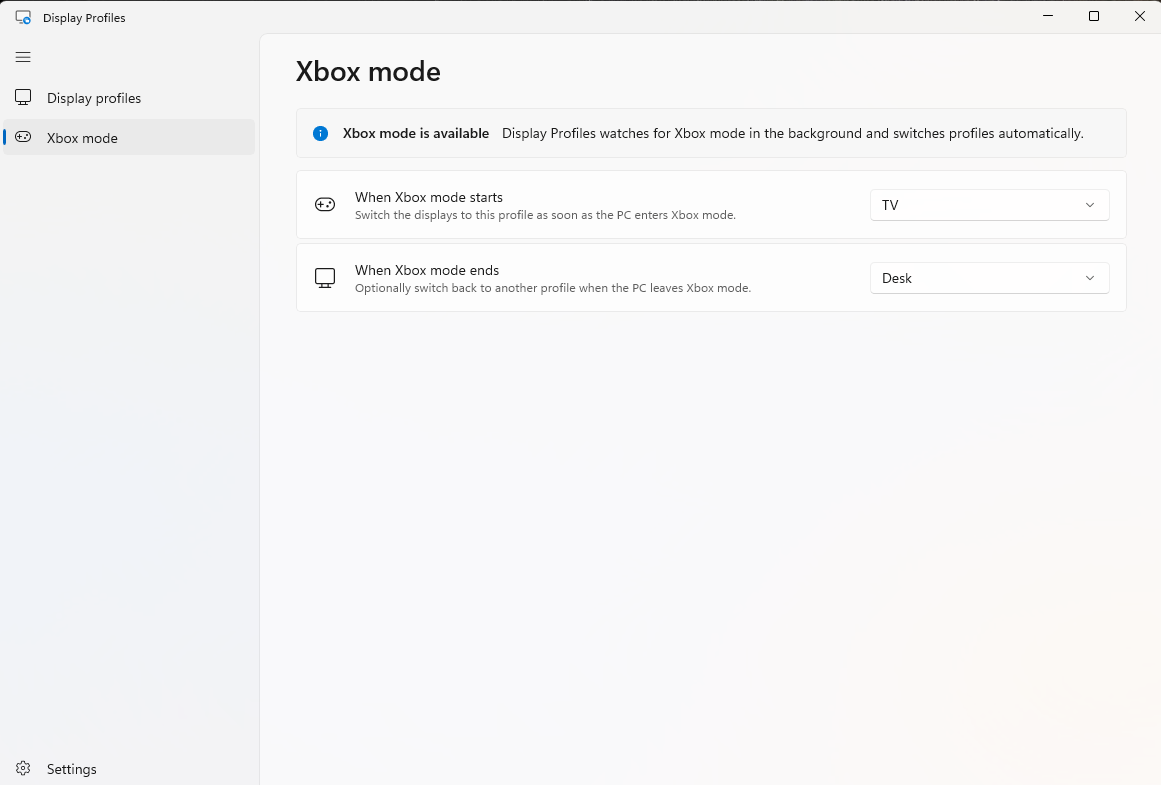 Display Profiles
Display profiles
Xbox mode
Settings
Xbox mode
Xbox mode is available Display Profiles watches for Xbox mode in the background and switches profiles automatically.
When Xbox mode starts
Switch the displays to this profile as soon as the PC enters Xbox mode.
TV
When Xbox mode ends
Optionally switch back to another profile when the PC leaves Xbox mode.
Desk